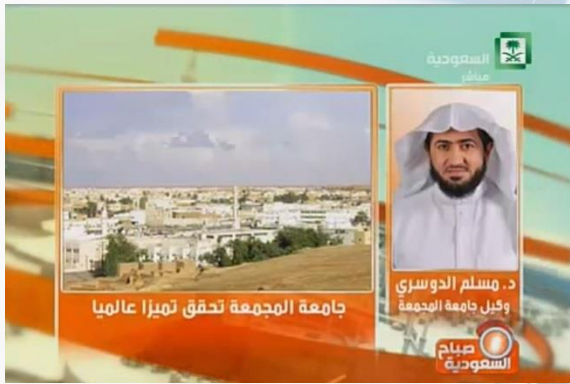 السعودية
مباشر
د. مسلم الدوسري
وكيل جامعة المجمعة
جامعة المجمعة تحقق تميزا عالميا
صباح
السعودية